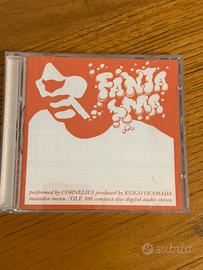 FANTA
SMA
performed by CORNELIUS produced by KEIGO OYAMADA
matador menu../OLE 300 compact disc digital audio stereo
subito